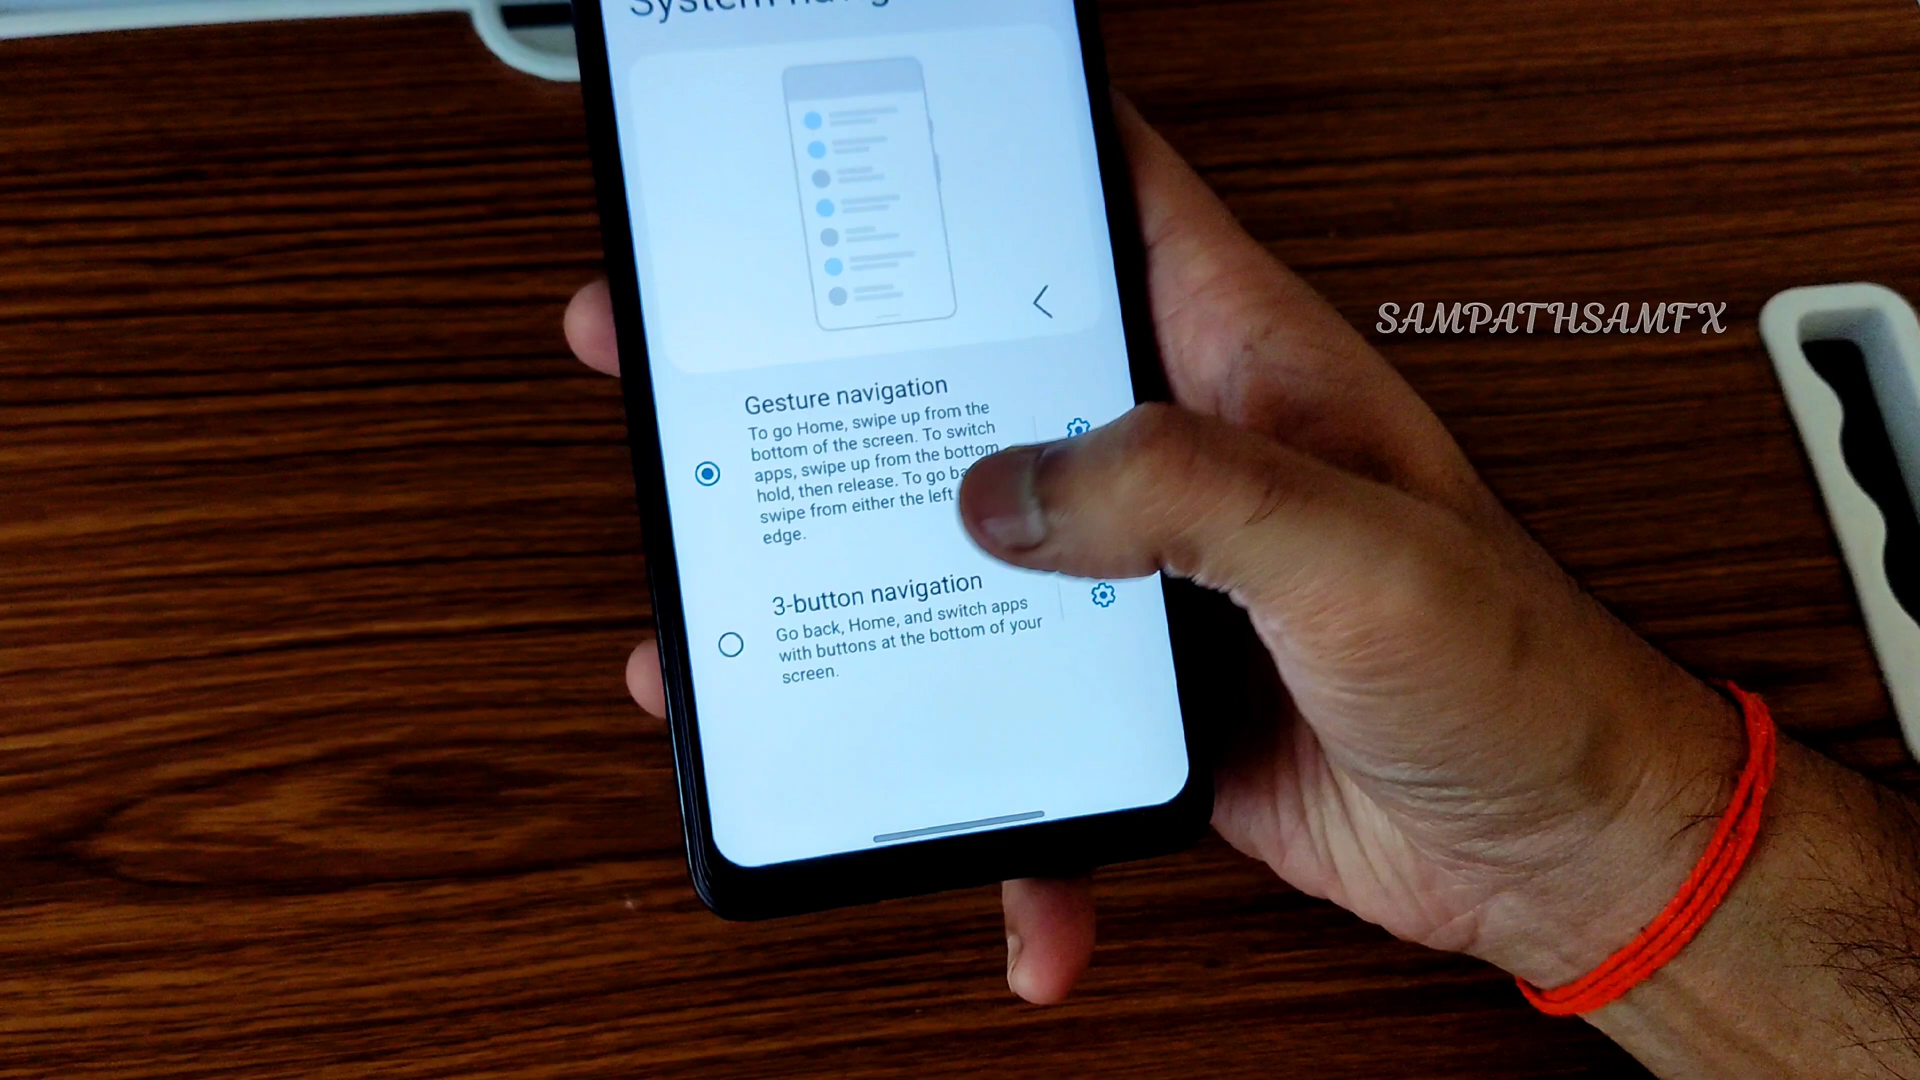 System navig
SAMPATHSAMFX
Gesture navigation
To go Home, swipe up from the
bottom of the screen. To switch
apps, swipe up from the bottom,
hold, then release. To go ba
swipe from either the left
edge.
3-button navigation
Go back, Home, and switch apps
with buttons at the bottom of your
screen.